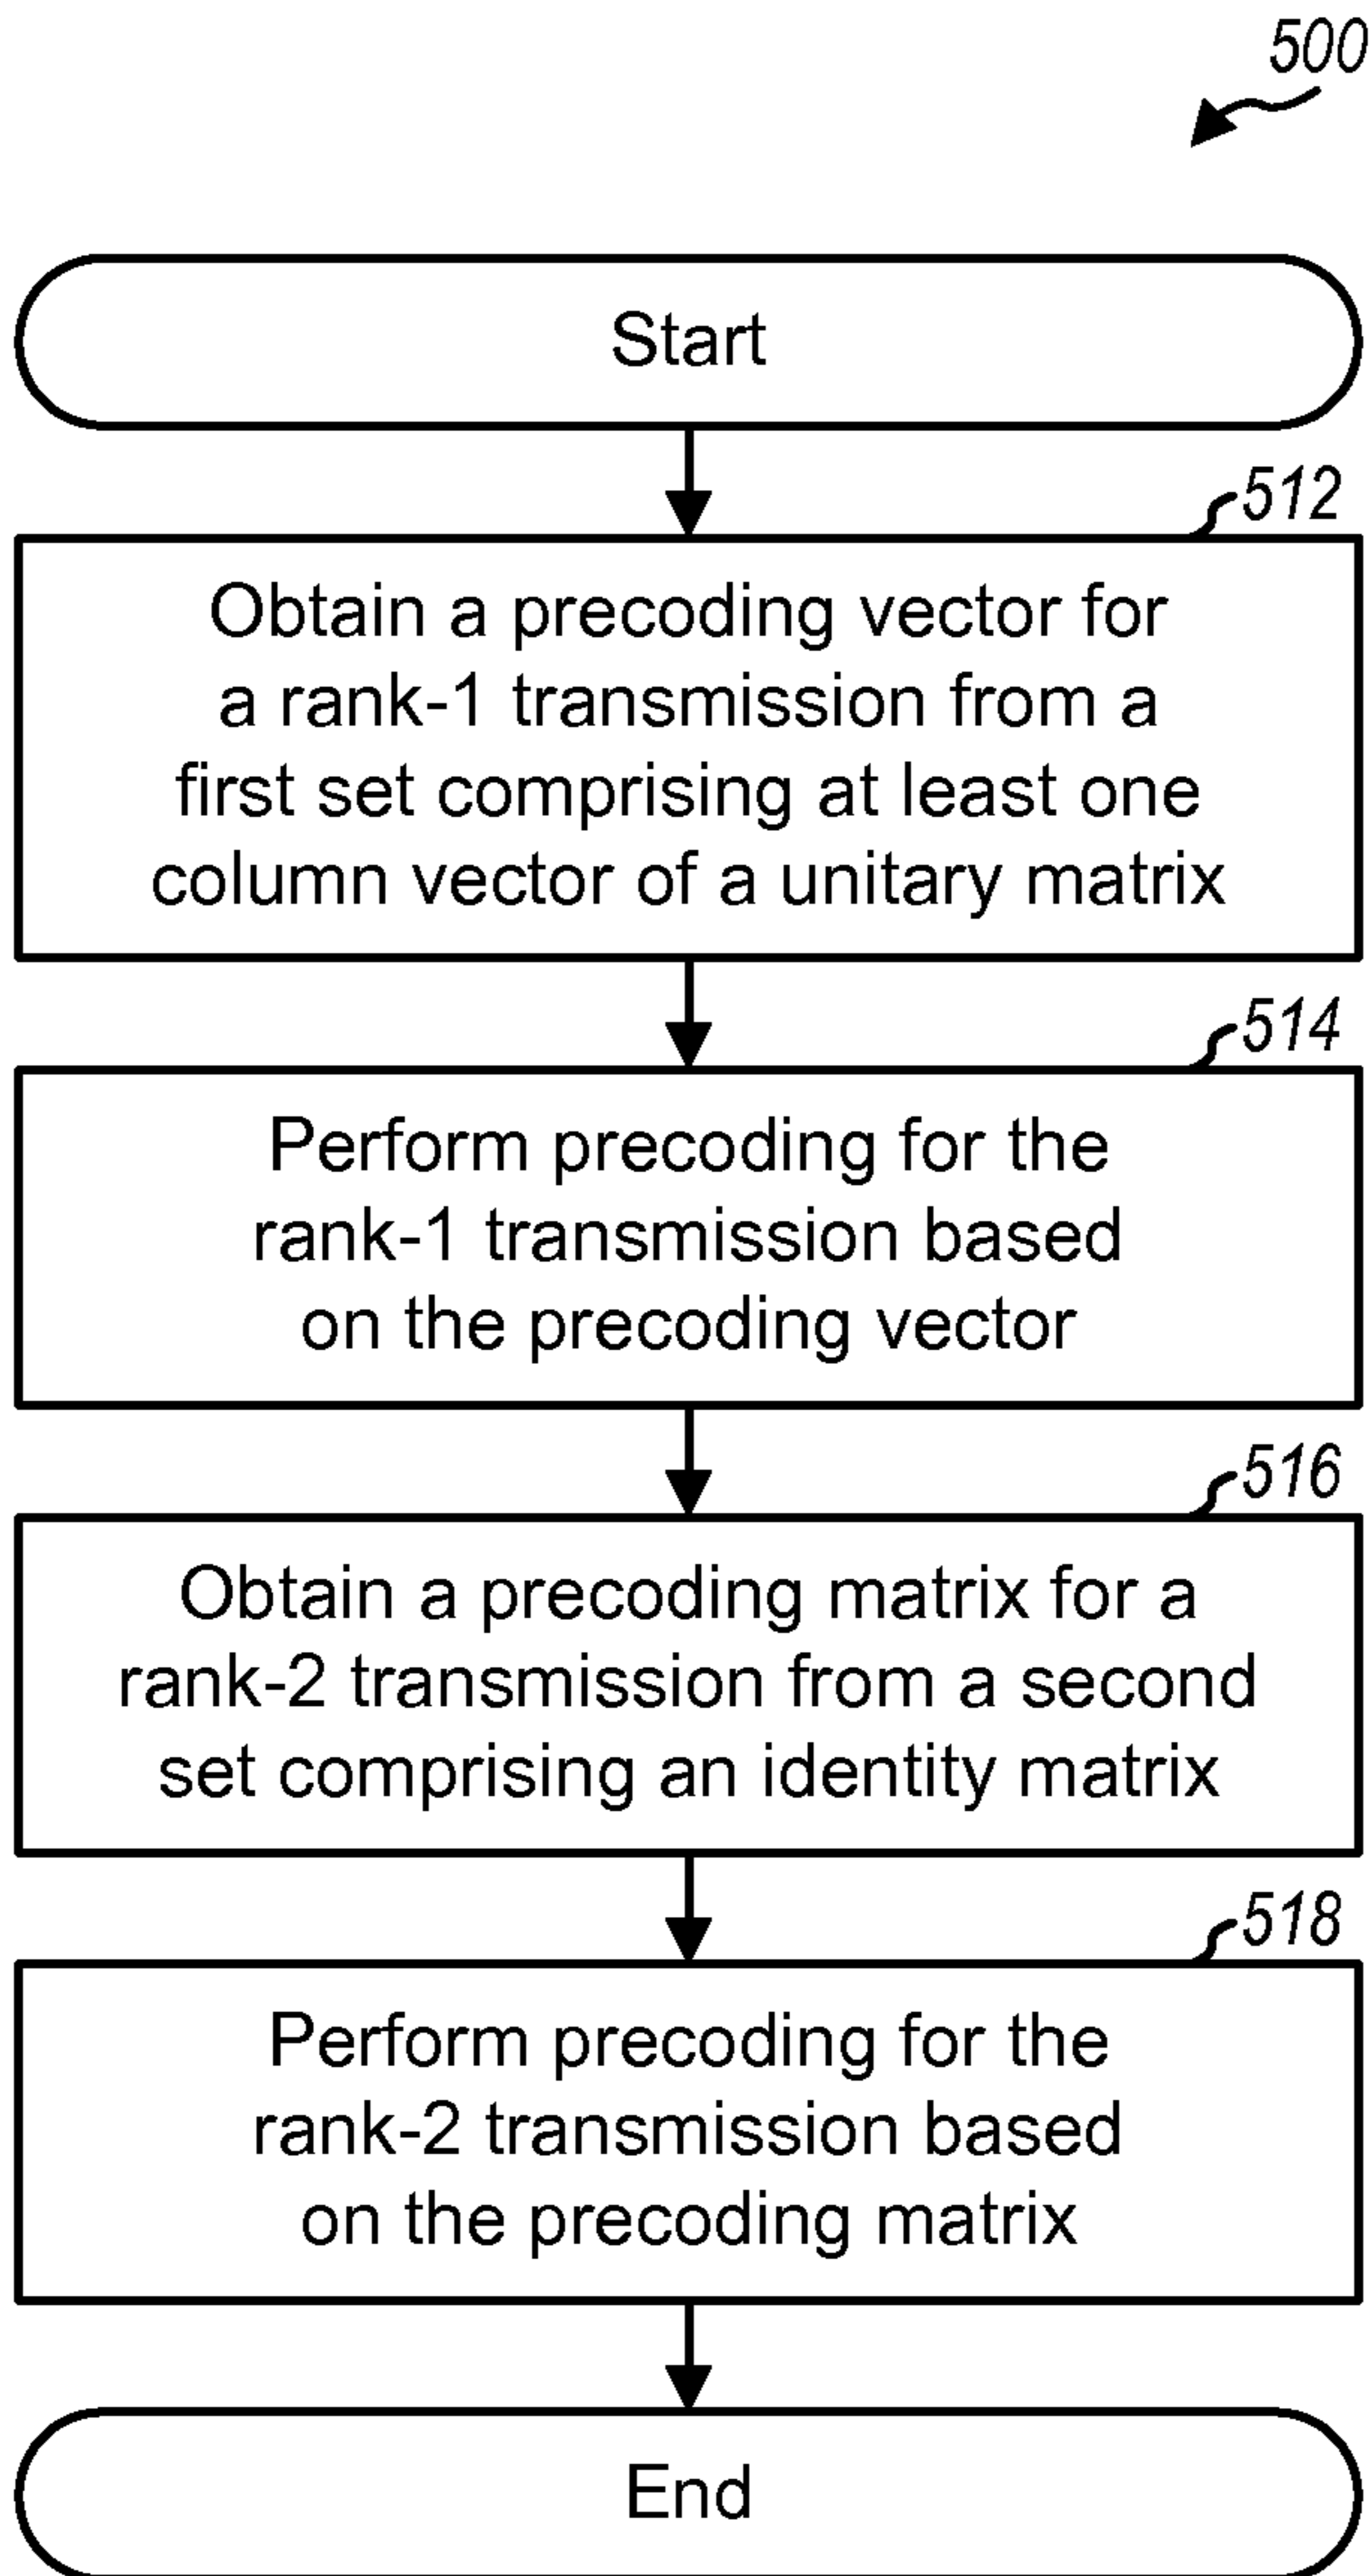 500
Start
512
Obtain a precoding vector for
a rank-1 transmission from a
first set comprising at least one
column vector of a unitary matrix
514
Perform precoding for the
rank-1 transmission based
on the precoding vector
516
Obtain a precoding matrix for a
rank-2 transmission from a second
set comprising an identity matrix
518
Perform precoding for the
rank-2 transmission based
on the precoding matrix
End